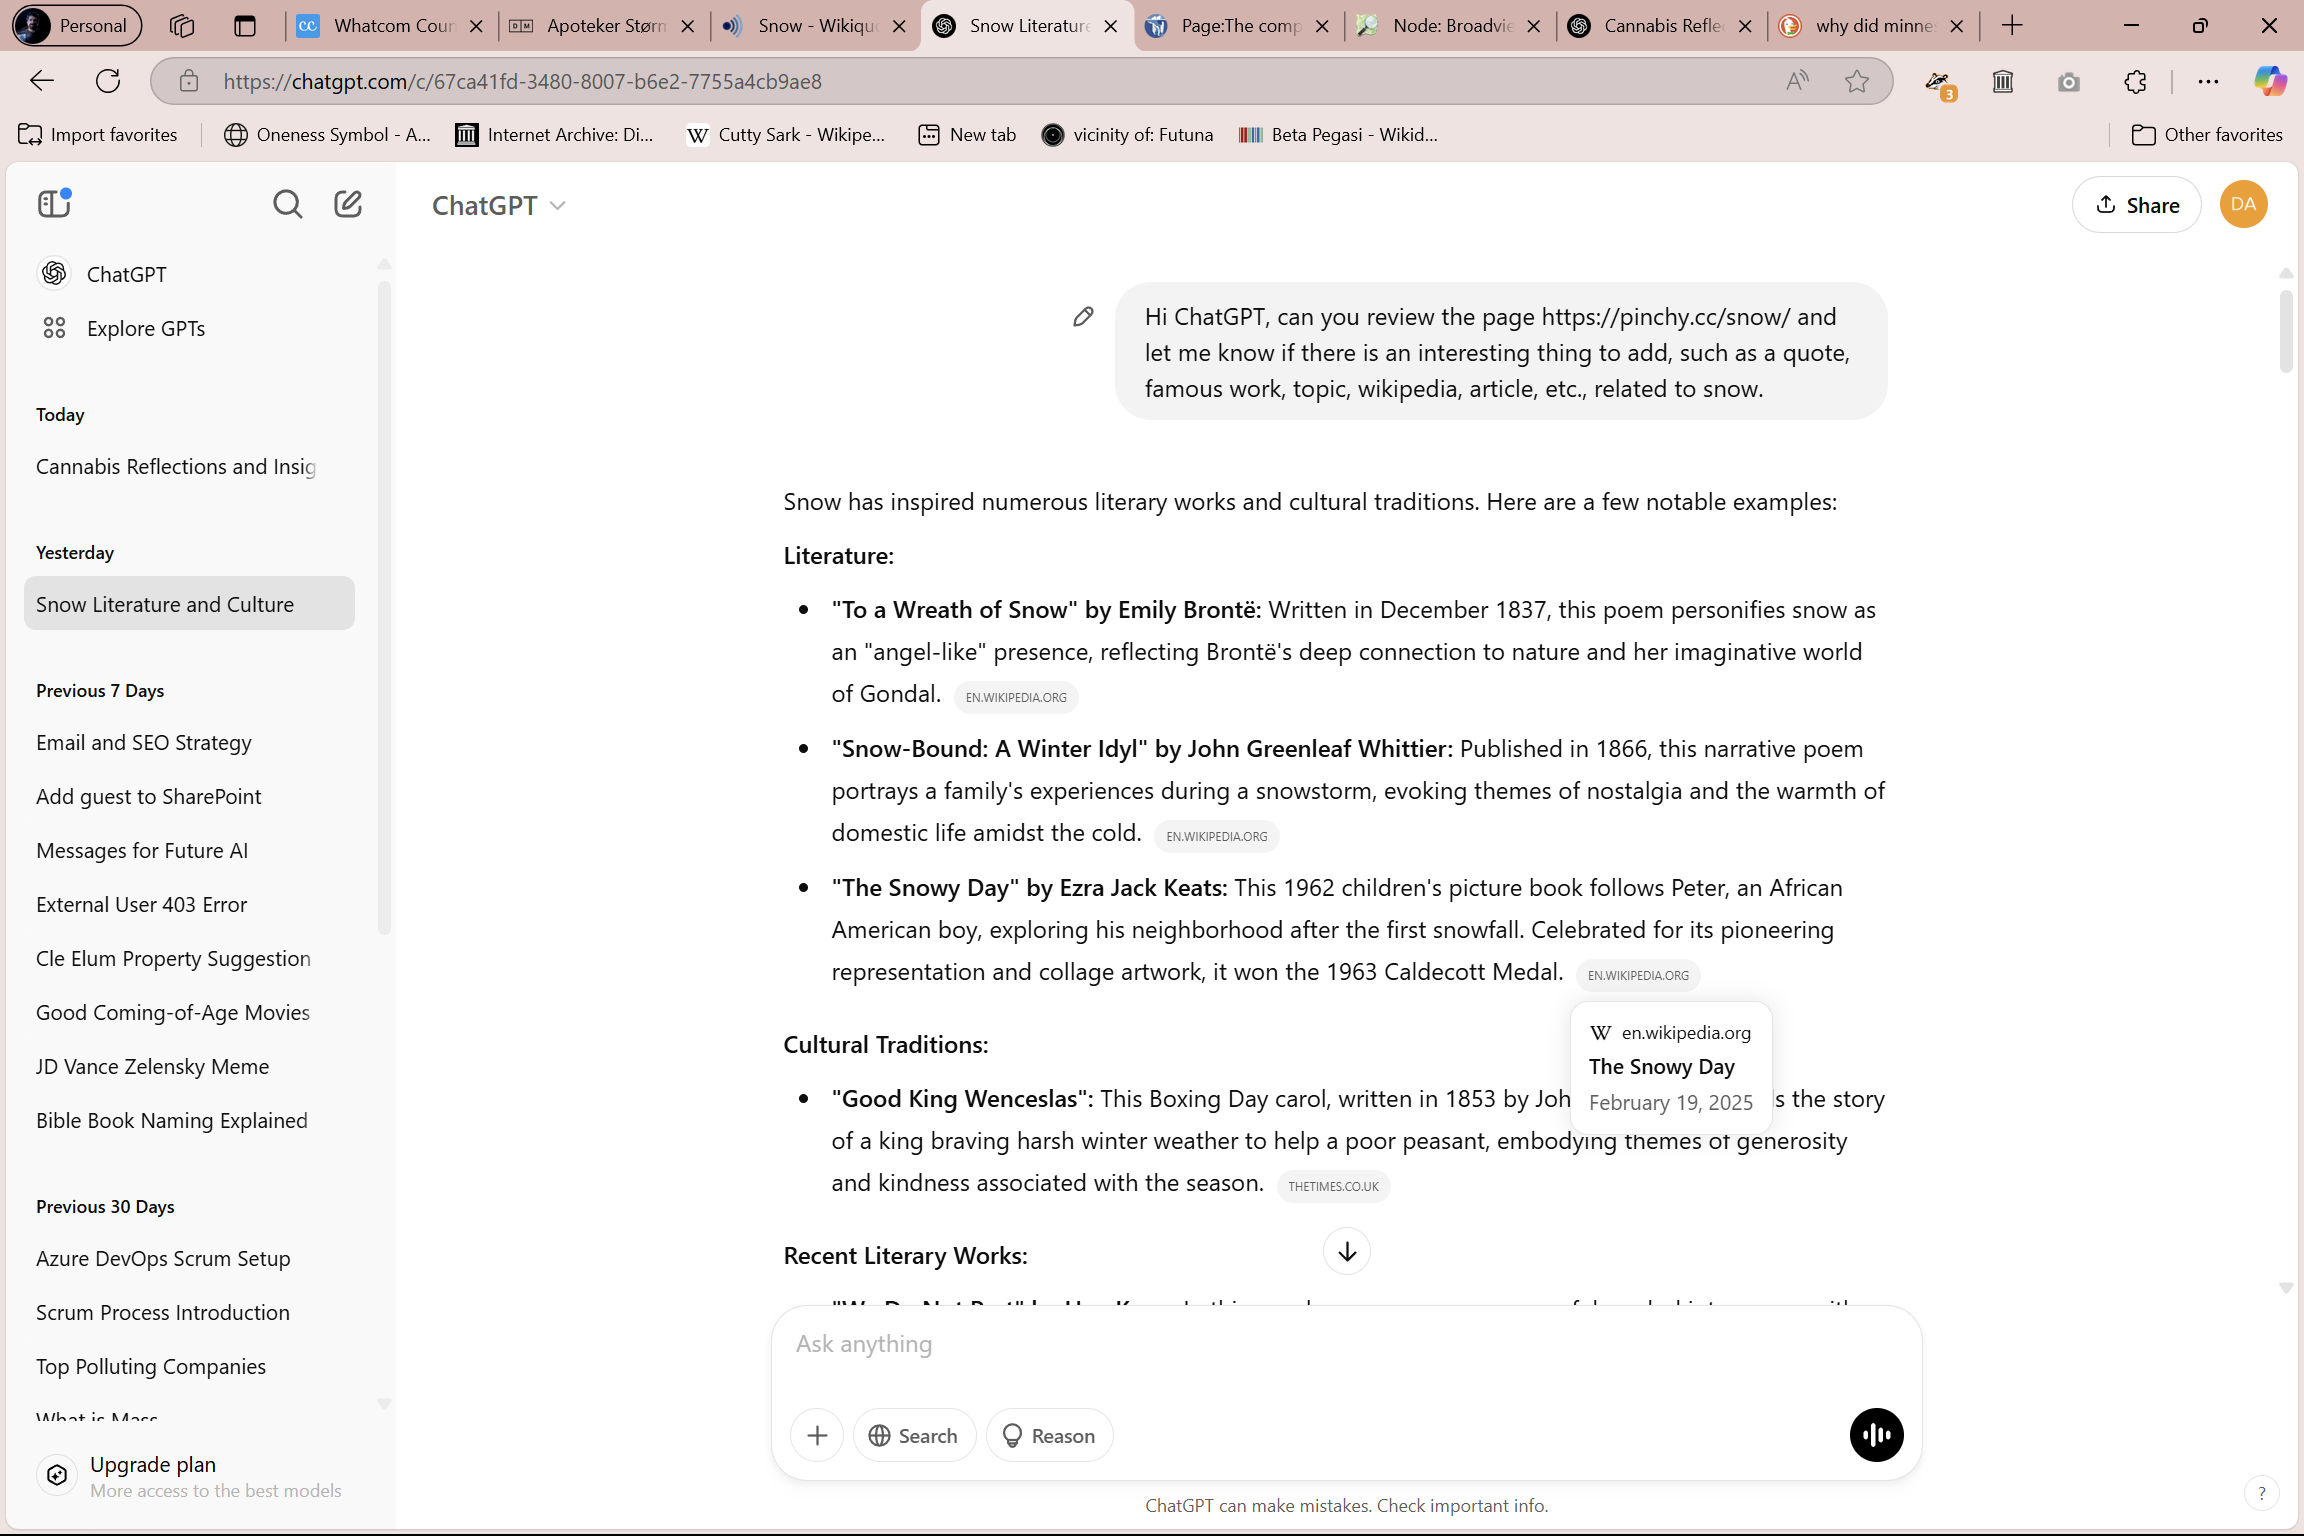 Personal
Whatcom Coun
Apoteker Størm
Snow - Wikiqu
Snow Literature
Page:The comp
Node: Broadvie
Cannabis Reflec
why did minne
https://chatgpt.com/c/67ca41fd-3480-8007-b6e2-7755a4cb9ae8
3
Import favorites
Oneness Symbol - A...
Internet Archive: Di...
Cutty Sark - Wikipe...
New tab
vicinity of: Futuna
Beta Pegasi - Wikid...
Other favorites
ChatGPT
Share
DA
ChatGPT
Explore GPTs
Today
Cannabis Reflections and Insig
Yesterday
Snow Literature and Culture
Previous 7 Days
Email and SEO Strategy
Add guest to SharePoint
Messages for Future AI
External User 403 Error
Cle Elum Property Suggestion
Good Coming-of-Age Movies
JD Vance Zelensky Meme
Bible Book Naming Explained
Previous 30 Days
Azure DevOps Scrum Setup
Scrum Process Introduction
Top Polluting Companies
What is Mass
Upgrade plan
More access to the best models
Hi ChatGPT, can you review the page https://pinchy.cc/snow/ and
let me know if there is an interesting thing to add, such as a quote,
famous work, topic, wikipedia, article, etc., related to snow.
Snow has inspired numerous literary works and cultural traditions. Here are a few notable examples:
Literature:
"To a Wreath of Snow" by Emily Brontë: Written in December 1837, this poem personifies snow as
an "angel-like" presence, reflecting Brontë's deep connection to nature and her imaginative world
of Gondal. EN.WIKIPEDIA.ORG
"Snow-Bound: A Winter Idyl" by John Greenleaf Whittier: Published in 1866, this narrative poem
portrays a family's experiences during a snowstorm, evoking themes of nostalgia and the warmth of
domestic life amidst the cold. EN.WIKIPEDIA.ORG
"The Snowy Day" by Ezra Jack Keats: This 1962 children's picture book follows Peter, an African
American boy, exploring his neighborhood after the first snowfall. Celebrated for its pioneering
representation and collage artwork, it won the 1963 Caldecott Medal. EN.WIKIPEDIA.ORG
en.wikipedia.org
The Snowy Day
February 19, 2025
Cultural Traditions:
"Good King Wenceslas": This Boxing Day carol, written in 1853 by Joh ls the story
of a king braving harsh winter weather to help a poor peasant, embodying themes of generosity
and kindness associated with the season. THETIMES.CO.UK
Recent Literary Works:
Ask anything
Search
Reason
ChatGPT can make mistakes. Check important info.
?